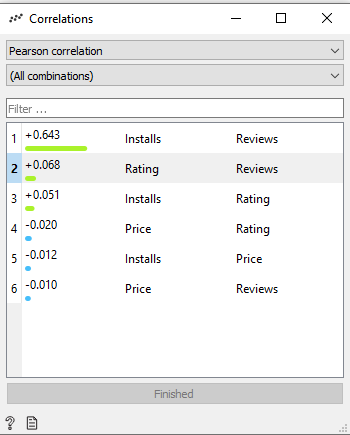 Correlations
Pearson correlation
(All combinations)
Filter ...
1 +0.643 Installs Reviews
2 +0.068 Rating Reviews
3 +0.051 Installs Rating
4 -0.020 Price Rating
5 -0.012 Installs Price
6 -0.010 Price Reviews
Finished
?